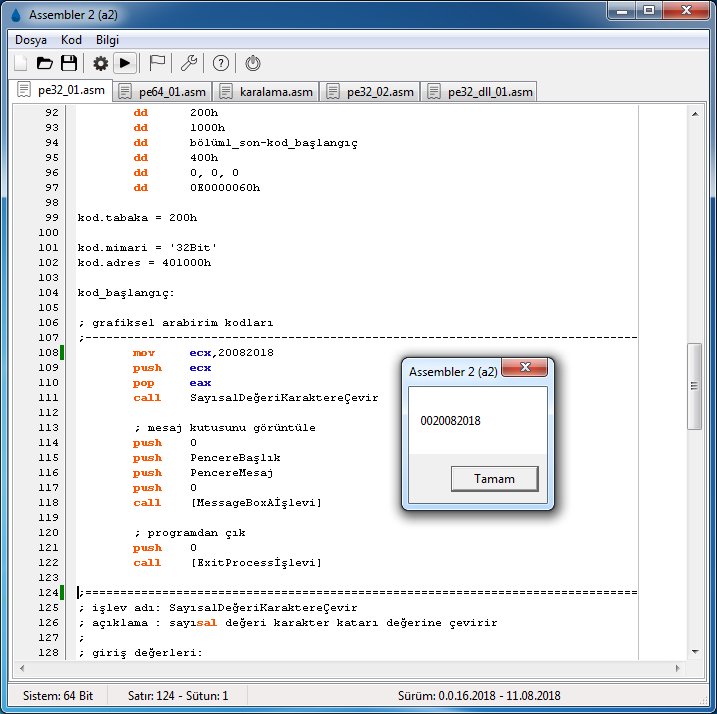 Assembler 2 (a2)
Dosya Kod Bilgi
pe32_01.asm pe64_01.asm karalama.asm pe32_02.asm pe32_dll_01.asm
92 dd 200h
93 dd 1000h
94 dd bölüm1_son-kod_başlangıç
95 dd 400h
96 dd 0, 0, 0
97 dd 0E0000060h
98
99 kod.tabaka = 200h
100
101 kod.mimari = '32Bit'
102 kod.adres = 401000h
103
104 kod_başlangıç:
105
106 ; grafiksel arabirim kodları
107 ;-----------------------------------------------------------------------------
108 mov ecx,20082018
109 push ecx
110 pop eax
111 call SayısalDeğeriKaraktereÇevir
112
113 ; mesaj kutusunu görüntüle
114 push 0
115 push PencereBaşlık
116 push PencereMesaj
117 push 0
118 call [MessageBoxAİşlevi]
119
120 ; programdan çık
121 push 0
122 call [ExitProcessİşlevi]
123
124 ;=============================================================================
125 ; işlev adı: SayısalDeğeriKaraktereÇevir
126 ; açıklama : sayısal değeri karakter katarı değerine çevirir
127 ;
128 ; giriş değerleri:
Assembler 2 (a2)
0020082018
Tamam
Sistem: 64 Bit Satır: 124 - Sütun: 1 Sürüm: 0.0.16.2018 - 11.08.2018